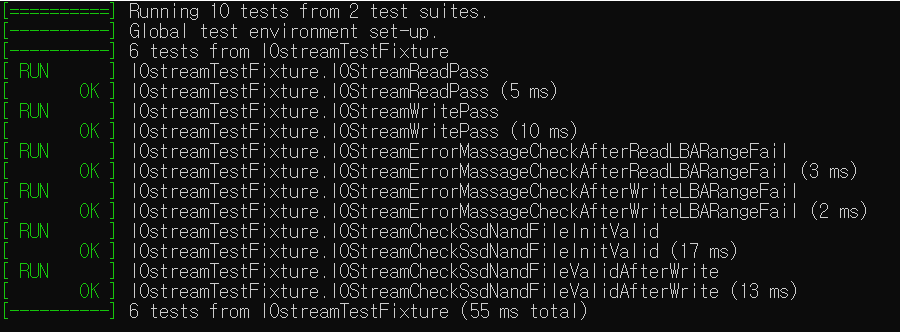 [==========] Running 10 tests from 2 test suites.
[----------] Global test environment set-up.
[----------] 6 tests from IOstreamTestFixture
[ RUN      ] IOstreamTestFixture.IOStreamReadPass
[       OK ] IOstreamTestFixture.IOStreamReadPass (5 ms)
[ RUN      ] IOstreamTestFixture.IOStreamWritePass
[       OK ] IOstreamTestFixture.IOStreamWritePass (10 ms)
[ RUN      ] IOstreamTestFixture.IOStreamErrorMassageCheckAfterReadLBARangeFail
[       OK ] IOstreamTestFixture.IOStreamErrorMassageCheckAfterReadLBARangeFail (3 ms)
[ RUN      ] IOstreamTestFixture.IOStreamErrorMassageCheckAfterWriteLBARangeFail
[       OK ] IOstreamTestFixture.IOStreamErrorMassageCheckAfterWriteLBARangeFail (2 ms)
[ RUN      ] IOstreamTestFixture.IOStreamCheckSsdNandFileInitValid
[       OK ] IOstreamTestFixture.IOStreamCheckSsdNandFileInitValid (17 ms)
[ RUN      ] IOstreamTestFixture.IOStreamCheckSsdNandFileValidAfterWrite
[       OK ] IOstreamTestFixture.IOStreamCheckSsdNandFileValidAfterWrite (13 ms)
[----------] 6 tests from IOstreamTestFixture (55 ms total)